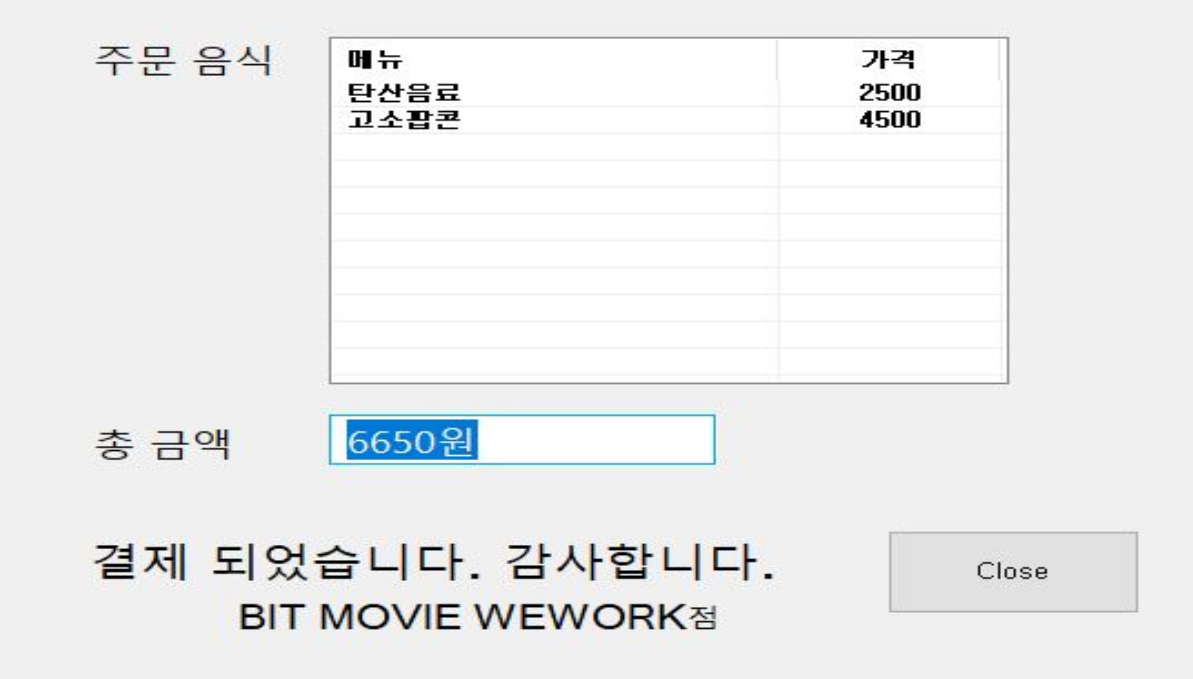 주문 음식
메뉴 가격
탄산음료 2500
고소팝콘 4500
총 금액 6650원
결제 되었습니다. 감사합니다.
Close
BIT MOVIE WEWORK점